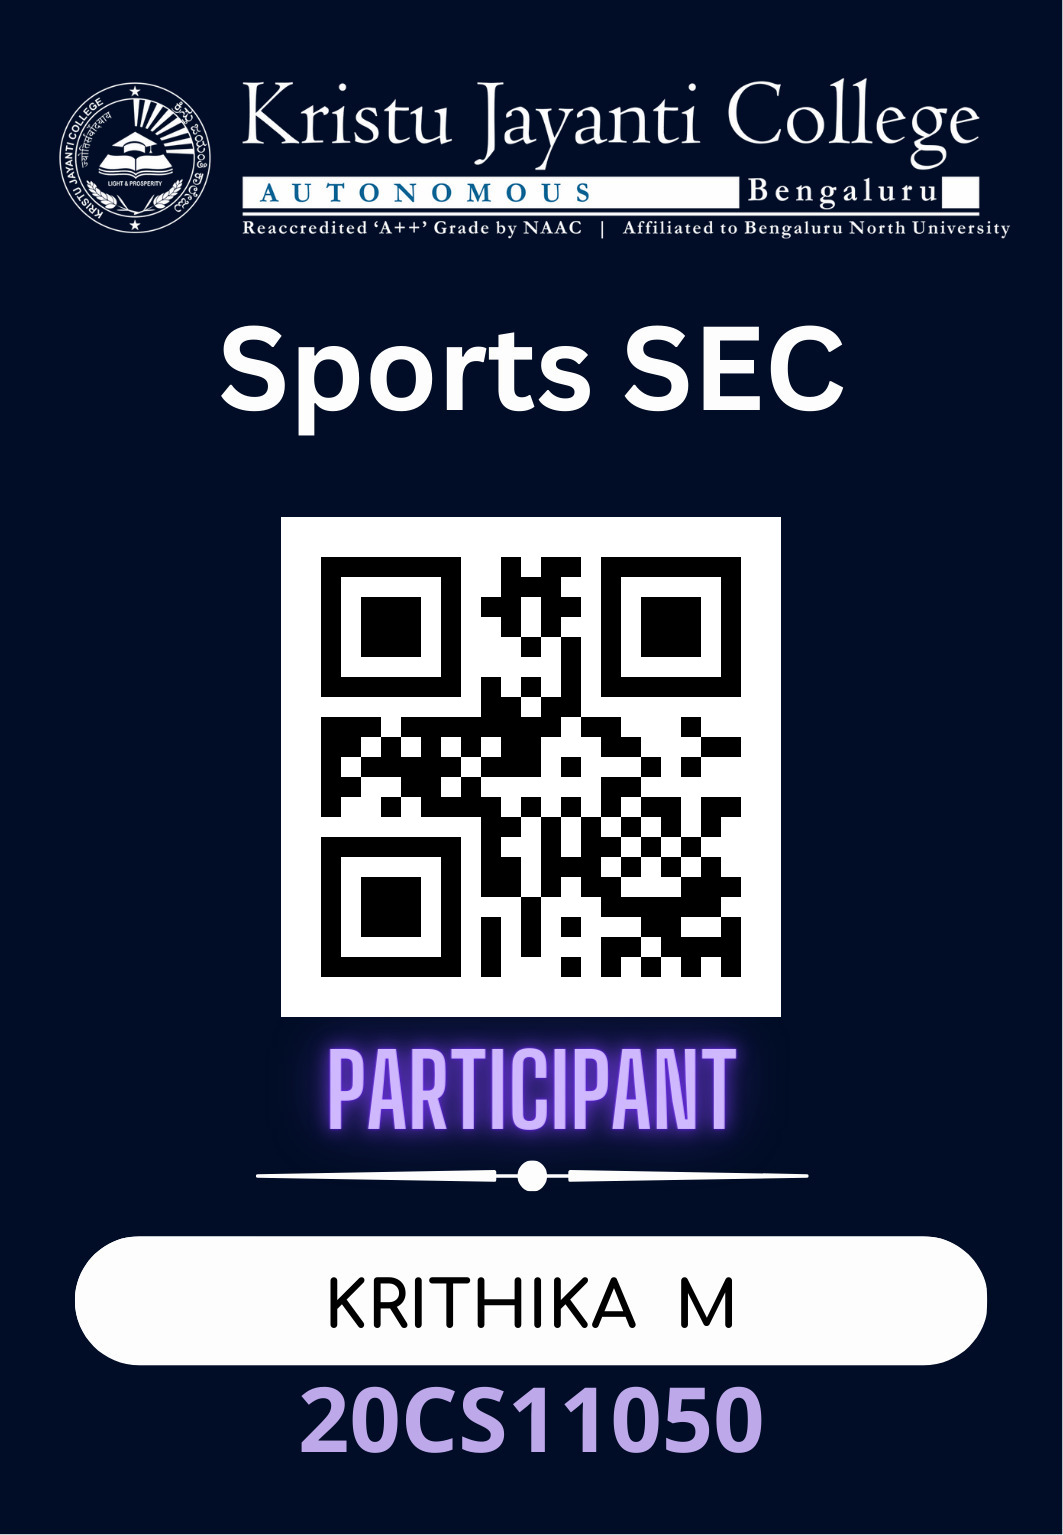 KRISTU JAYANTI COLLEGE
LIGHT & PROSPERITY
Kristu Jayanti College
AUTONOMOUS Bengaluru
Reaccredited ‘A++’ Grade by NAAC | Affiliated to Bengaluru North University
Sports SEC
PARTICIPANT
KRITHIKA M
20CS11050